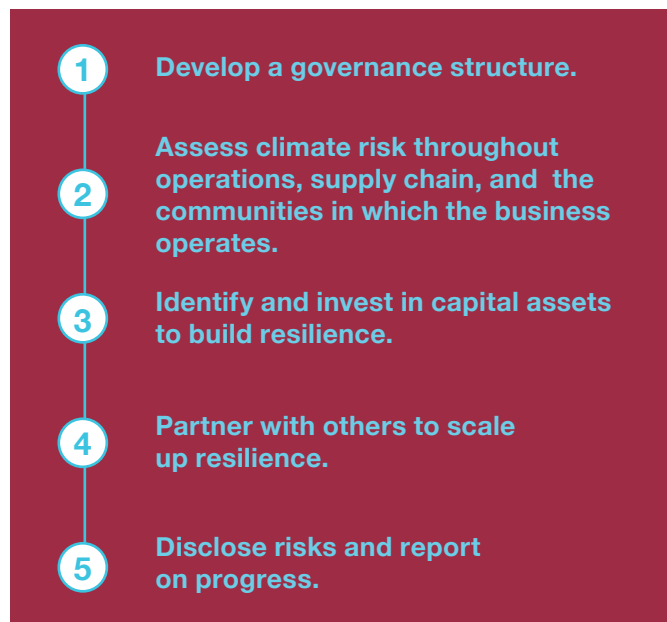 1
Develop a governance structure.
2
Assess climate risk throughout
operations, supply chain, and the
communities in which the business
operates.
3
Identify and invest in capital assets
to build resilience.
4
Partner with others to scale
up resilience.
5
Disclose risks and report
on progress.